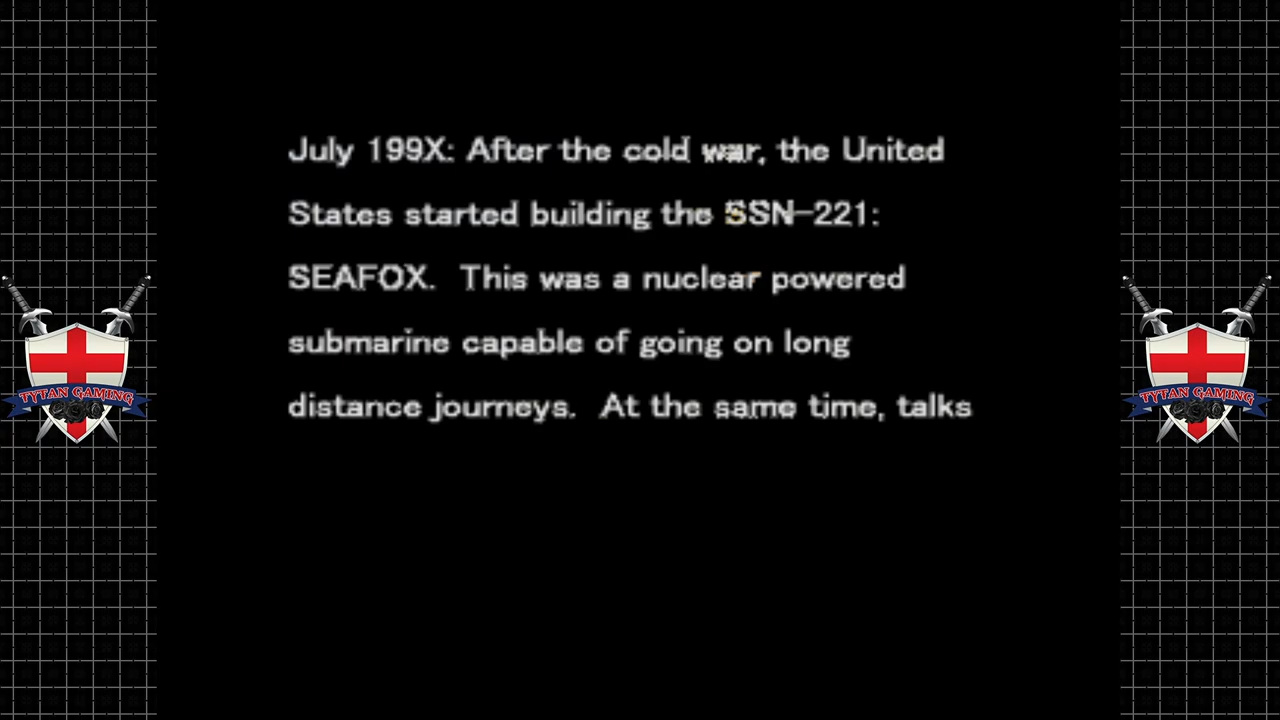 July 199X: After the cold war, the United
States started building the SSN-221:
SEAFOX. This was a nuclear powered
submarine capable of going on long
distance journeys. At the same time, talks
TYTAN GAMING
TYTAN GAMING